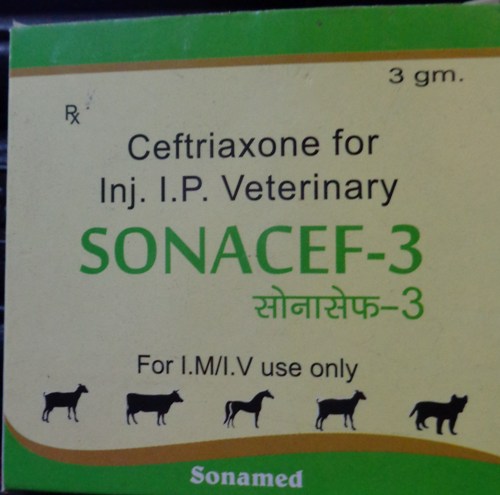 3 gm.
Rx
Ceftriaxone for
Inj. I.P. Veterinary
SONACEF-3
सोनासेफ-3
For I.M/I.V use only
Sonamed